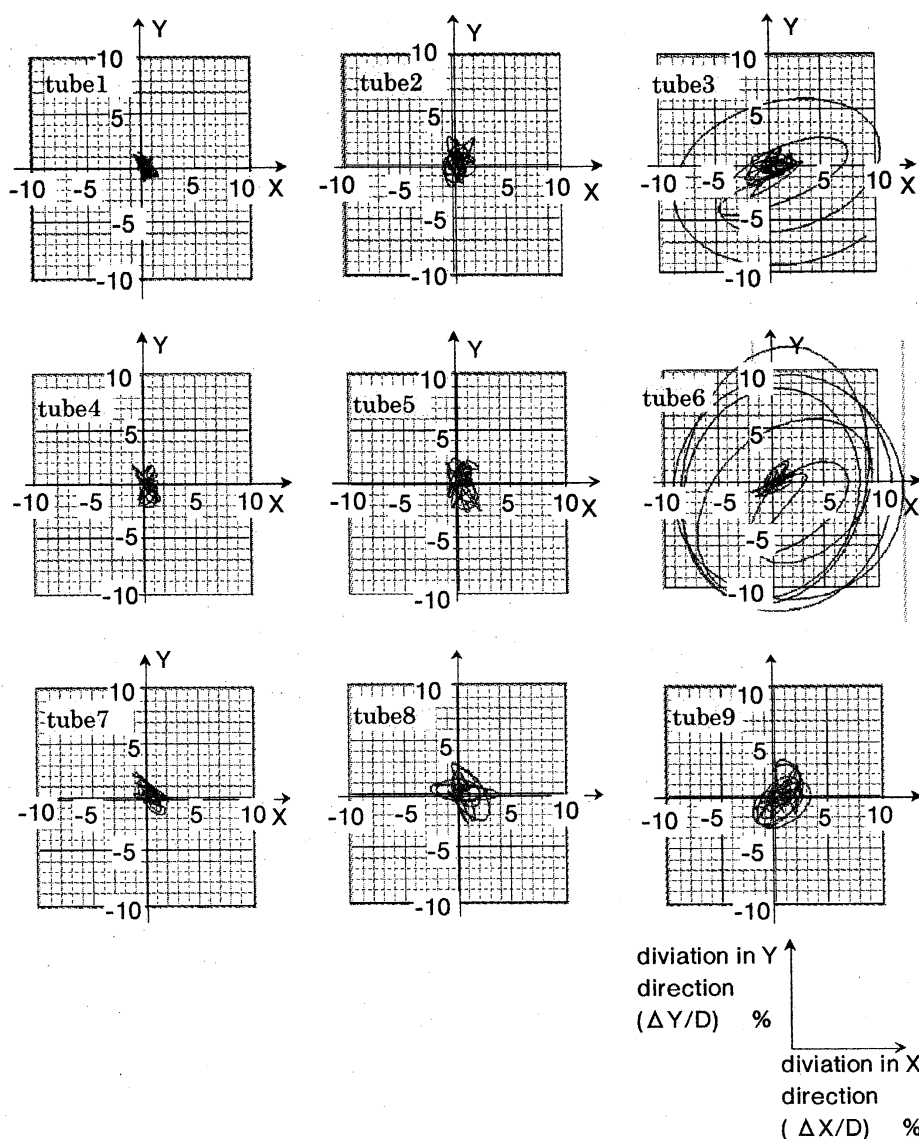 Y
10
tube1
5
-10 -5 5 10 X
-5
-10
Y
10
tube2
5
-10 -5 5 10 X
-5
-10
Y
10
tube3
5
-10 -5 5 10 X
-5
-10
Y
10
tube4
5
-10 -5 5 10 X
-5
-10
Y
10
tube5
5
-10 -5 5 10 X
-5
-10
Y
10
tube6
5
-10 -5 5 10 X
-5
-10
Y
10
tube7
5
-10 -5 5 10 X
-5
-10
10
tube8
5
-10 -5 5 10
-5
-10
10
tube9
5
-10 -5 5 10
-5
-10
diviation in Y
direction
(ΔY/D) %
diviation in X
direction
(ΔX/D) %